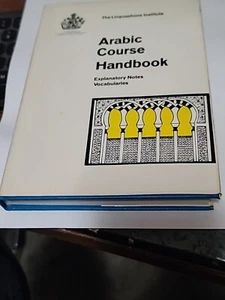 The Linguaphone Institute
Arabic
Course
Handbook
Explanatory Notes
Vocabularies